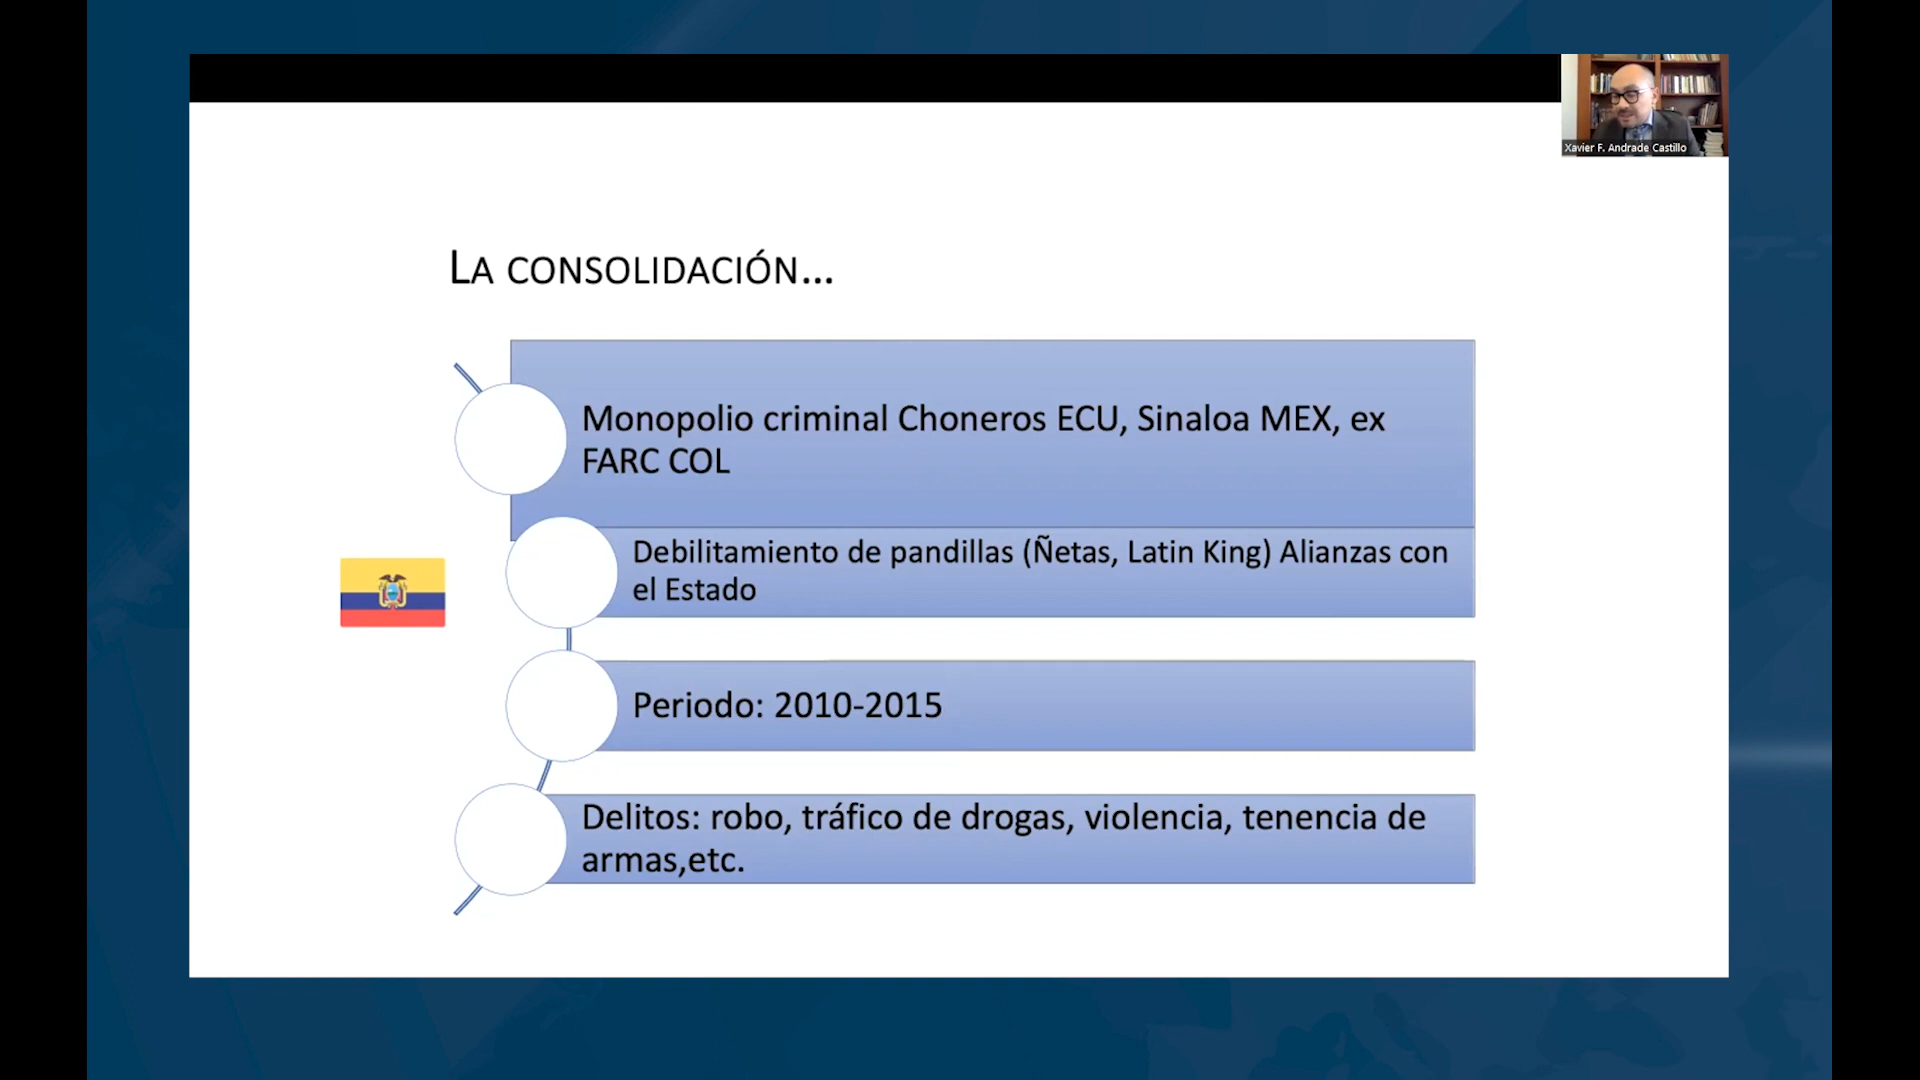 Xavier F. Andrade Castillo
LA CONSOLIDACIÓN...
Monopolio criminal Choneros ECU, Sinaloa MEX, ex
FARC COL
Debilitamiento de pandillas (Ñetas, Latin King) Alianzas con
el Estado
Periodo: 2010-2015
Delitos: robo, tráfico de drogas, violencia, tenencia de
armas,etc.